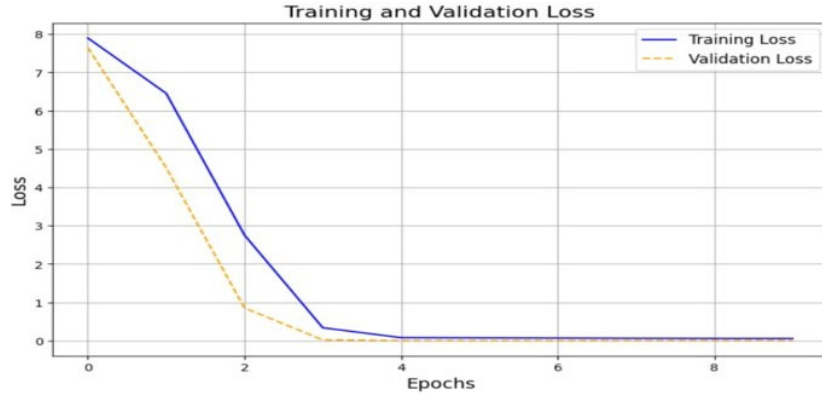 Training and Validation Loss
Training Loss
Validation Loss
8
7
6
5
4
3
2
1
0
Loss
0 2 4 6 8
Epochs